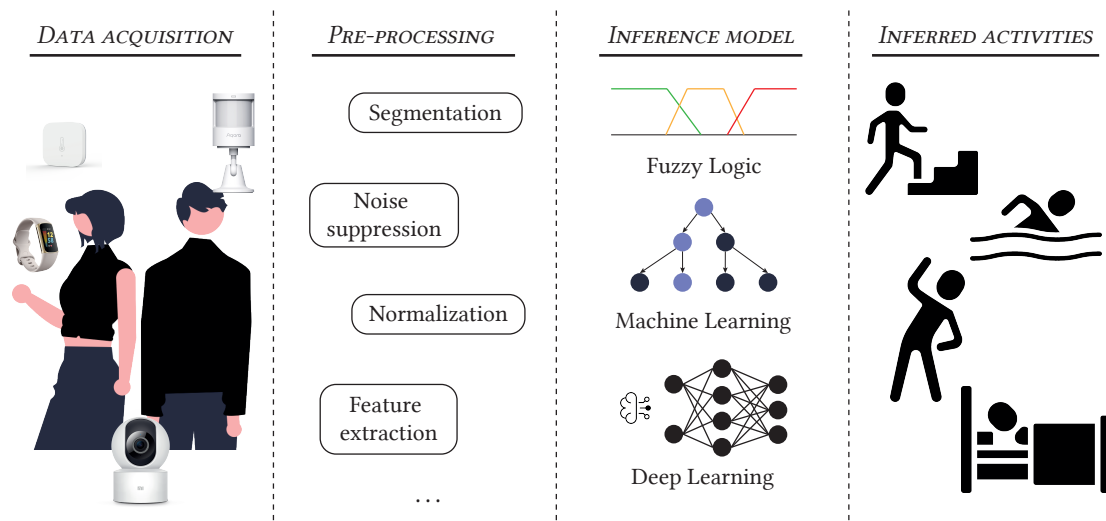 DATA ACQUISITION
PRE-PROCESSING
INFERENCE MODEL
INFERRED ACTIVITIES
Segmentation
Noise
suppression
Normalization
Feature
extraction
...
Fuzzy Logic
Machine Learning
Deep Learning
Aqara